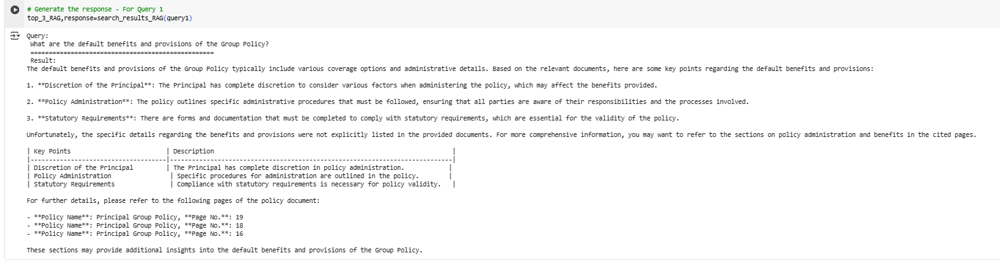 # Generate the response - For Query 1
top_3_RAG,response=search_results_RAG(query1)
Query:
What are the default benefits and provisions of the Group Policy?
==================================================
Result:
The default benefits and provisions of the Group Policy typically include various coverage options and administrative details. Based on the relevant documents, here are some key points regarding the default benefits and provisions:
1. **Discretion of the Principal**: The Principal has complete discretion to consider various factors when administering the policy, which may affect the benefits provided.
2. **Policy Administration**: The policy outlines specific administrative procedures that must be followed, ensuring that all parties are aware of their responsibilities and the processes involved.
3. **Statutory Requirements**: There are forms and documentation that must be completed to comply with statutory requirements, which are essential for the validity of the policy.
Unfortunately, the specific details regarding the benefits and provisions were not explicitly listed in the provided documents. For more comprehensive information, you may want to refer to the sections on policy administration and benefits in the cited pages.
| Key Points | Description |
|----------------------------------|----------------------------------------------------------------------|
| Discretion of the Principal | The Principal has complete discretion in policy administration. |
| Policy Administration | Specific procedures for administration are outlined in the policy. |
| Statutory Requirements | Compliance with statutory requirements is necessary for policy validity. |
For further details, please refer to the following pages of the policy document:
- **Policy Name**: Principal Group Policy, **Page No.**: 19
- **Policy Name**: Principal Group Policy, **Page No.**: 18
- **Policy Name**: Principal Group Policy, **Page No.**: 16
These sections may provide additional insights into the default benefits and provisions of the Group Policy.